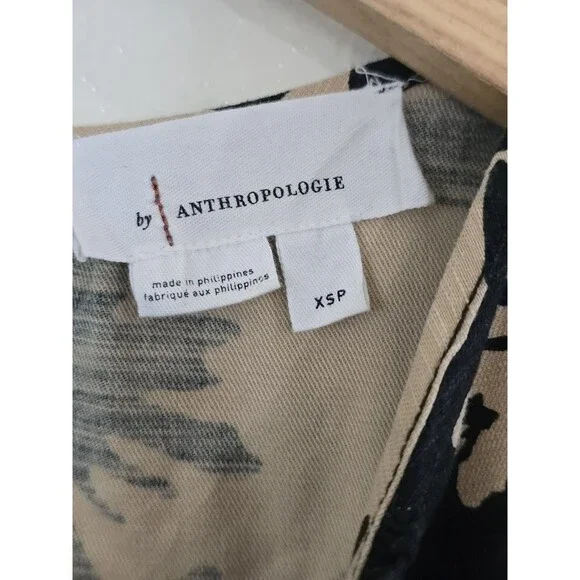 by ANTHROPOLOGIE
made in philippines
fabriqué aux philippines
XSP